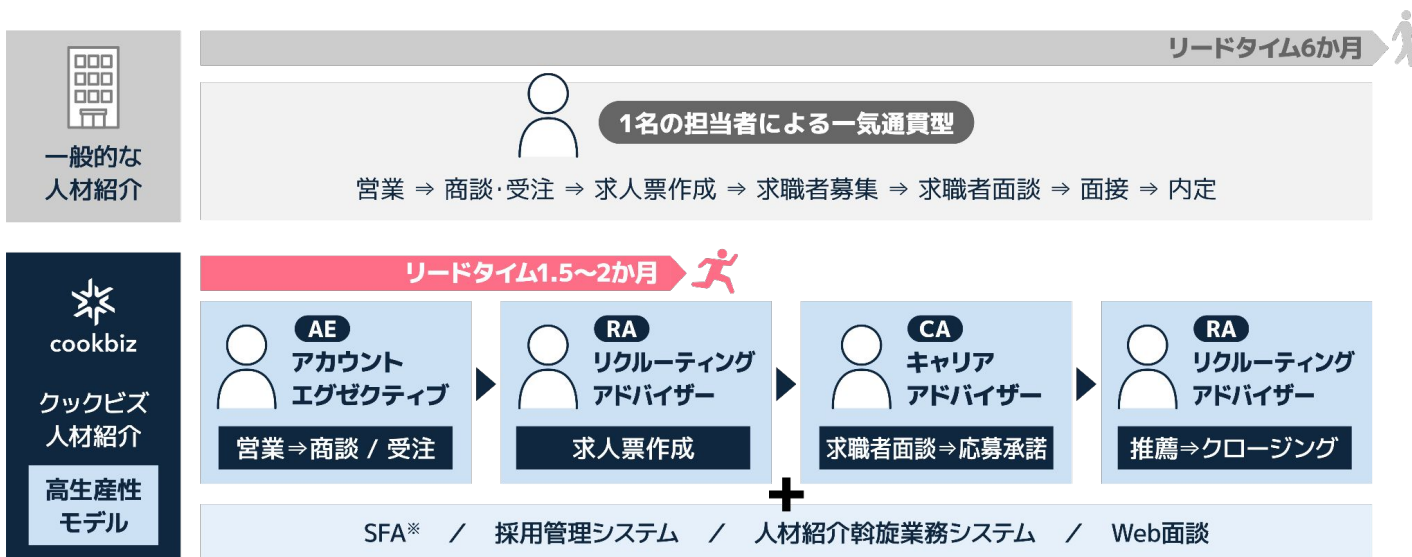 リードタイム6か月
一般的な
人材紹介
1名の担当者による一気通貫型
営業 ⇒ 商談·受注 ⇒ 求人票作成 ⇒ 求職者募集 ⇒ 求職者面談 ⇒ 面接 ⇒ 内定
cookbiz
クックビズ
人材紹介
高生産性
モデル
リードタイム1.5～2か月
AE
アカウント
エグゼクティブ
営業⇒商談 / 受注
RA
リクルーティング
アドバイザー
求人票作成
CA
キャリア
アドバイザー
求職者面談⇒応募承諾
RA
リクルーティング
アドバイザー
推薦⇒クロージング
+
SFA※ / 採用管理システム / 人材紹介斡旋業務システム / Web面談